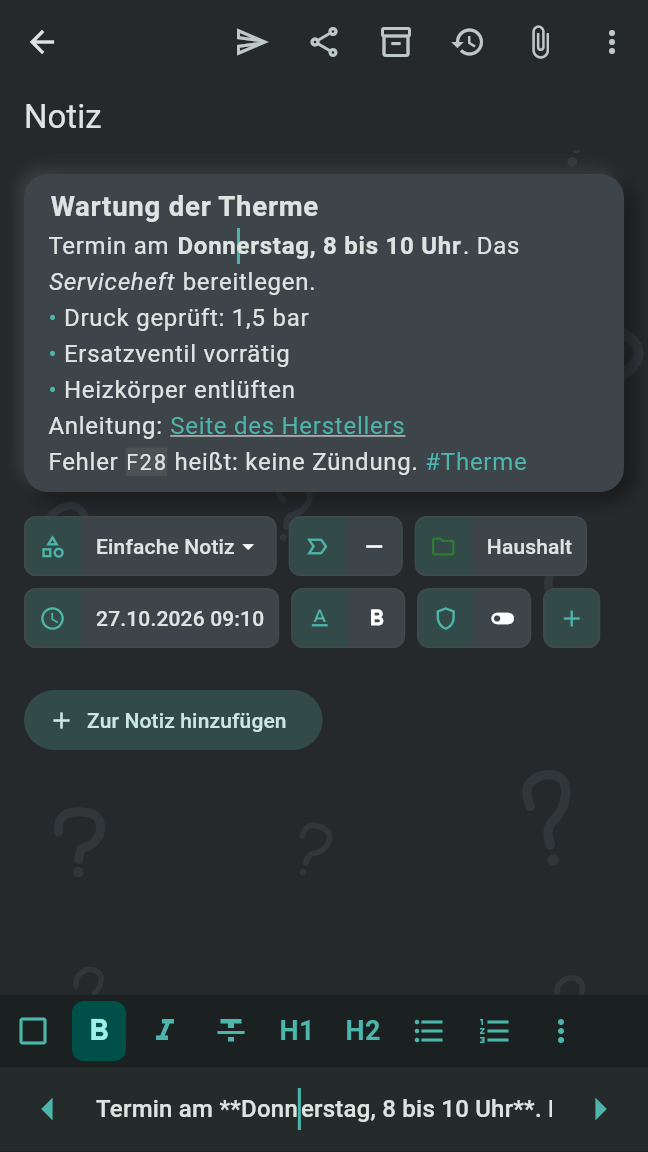 Notiz
Wartung der Therme
Termin am Donnerstag, 8 bis 10 Uhr. Das
Serviceheft bereitlegen.
• Druck geprüft: 1,5 bar
• Ersatzventil vorrätig
• Heizkörper entlüften
Anleitung: Seite des Herstellers
Fehler F28 heißt: keine Zündung. #Therme
Einfache Notiz
Haushalt
27.10.2026 09:10
A B
Zur Notiz hinzufügen
B I H1 H2
Termin am **Donnerstag, 8 bis 10 Uhr**.